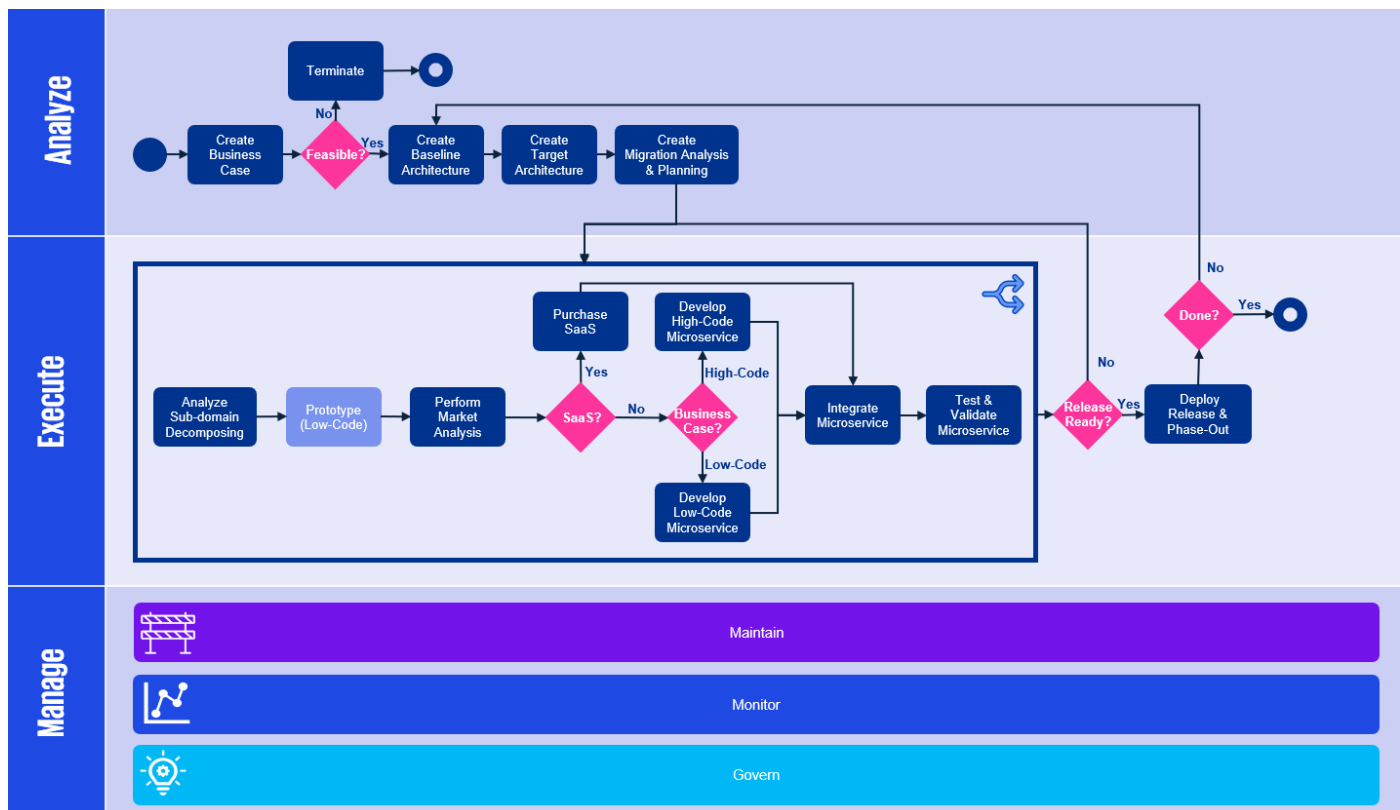 Analyze
Terminate
No
Create
Business
Case
Feasible?
Yes
Create
Baseline
Architecture
Create
Target
Architecture
Create
Migration Analysis
& Planning
Execute
Analyze
Sub-domain
Decomposing
Prototype
(Low-Code)
Perform
Market
Analysis
SaaS?
Yes
Purchase
SaaS
No
Business
Case?
High-Code
Develop
High-Code
Microservice
Low-Code
Develop
Low-Code
Microservice
Integrate
Microservice
Test &
Validate
Microservice
Release
Ready?
No
Yes
Deploy
Release &
Phase-Out
Done?
No
Yes
Manage
Maintain
Monitor
Govern